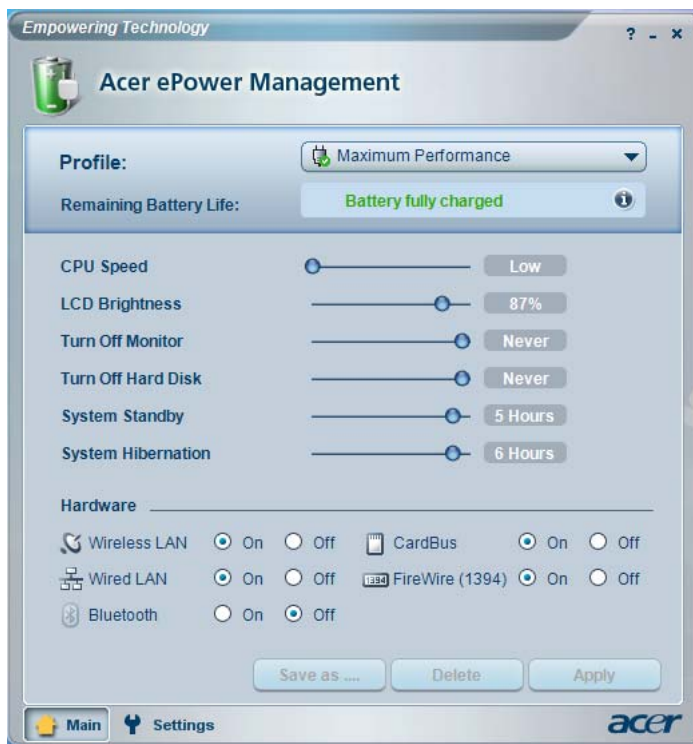 Empowering Technology
? - x
Acer ePower Management
Profile: Maximum Performance
Remaining Battery Life: Battery fully charged
CPU Speed Low
LCD Brightness 87%
Turn Off Monitor Never
Turn Off Hard Disk Never
System Standby 5 Hours
System Hibernation 6 Hours
Hardware
Wireless LAN On Off CardBus On Off
Wired LAN On Off 1394 FireWire (1394) On Off
Bluetooth On Off
Save as .... Delete Apply
Main Settings acer